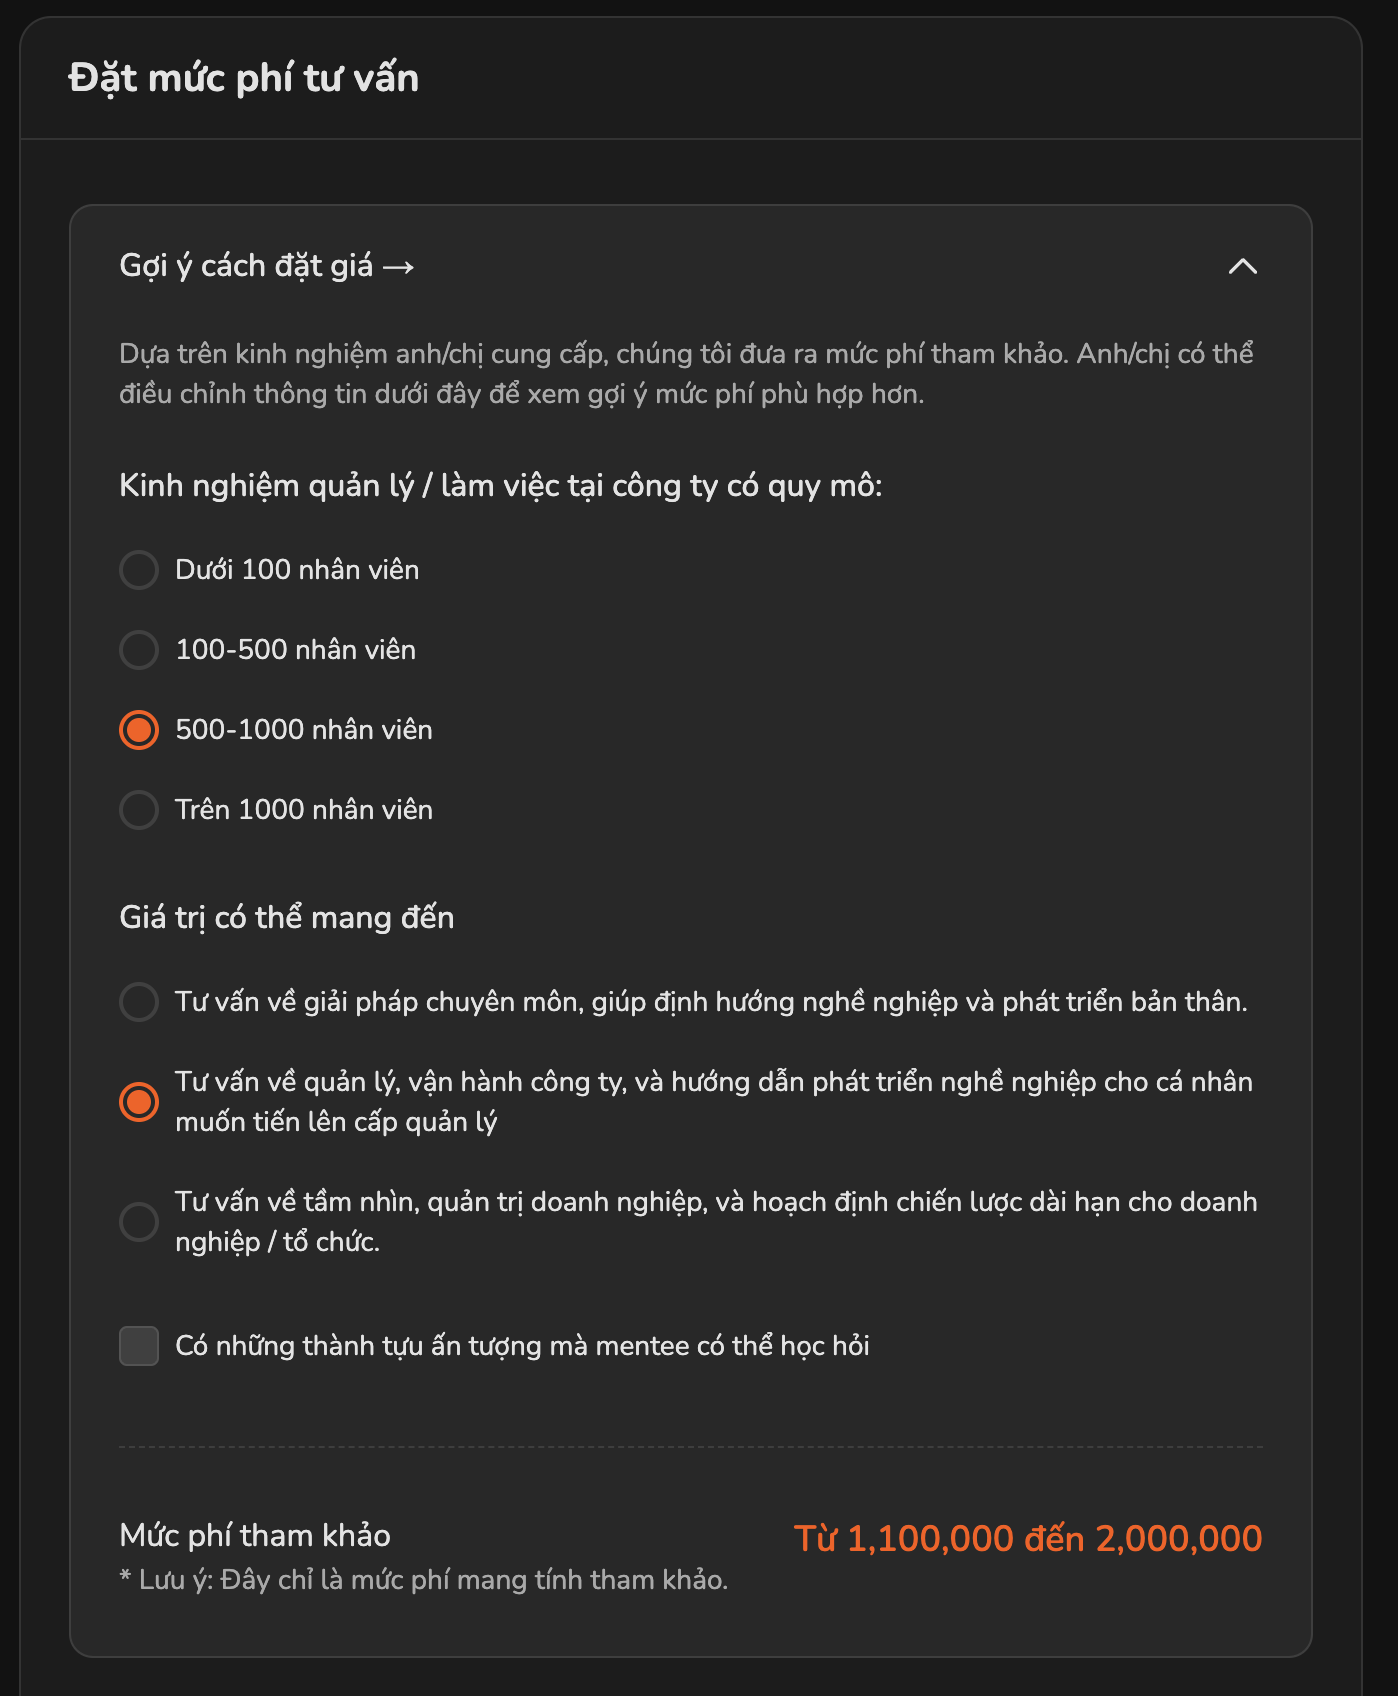 Đặt mức phí tư vấn
Gợi ý cách đặt giá →
Dựa trên kinh nghiệm anh/chị cung cấp, chúng tôi đưa ra mức phí tham khảo. Anh/chị có thể
điều chỉnh thông tin dưới đây để xem gợi ý mức phí phù hợp hơn.
Kinh nghiệm quản lý / làm việc tại công ty có quy mô:
Dưới 100 nhân viên
100-500 nhân viên
500-1000 nhân viên
Trên 1000 nhân viên
Giá trị có thể mang đến
Tư vấn về giải pháp chuyên môn, giúp định hướng nghề nghiệp và phát triển bản thân.
Tư vấn về quản lý, vận hành công ty, và hướng dẫn phát triển nghề nghiệp cho cá nhân
muốn tiến lên cấp quản lý
Tư vấn về tầm nhìn, quản trị doanh nghiệp, và hoạch định chiến lược dài hạn cho doanh
nghiệp / tổ chức.
Có những thành tựu ấn tượng mà mentee có thể học hỏi
Mức phí tham khảo
Từ 1,100,000 đến 2,000,000
* Lưu ý: Đây chỉ là mức phí mang tính tham khảo.